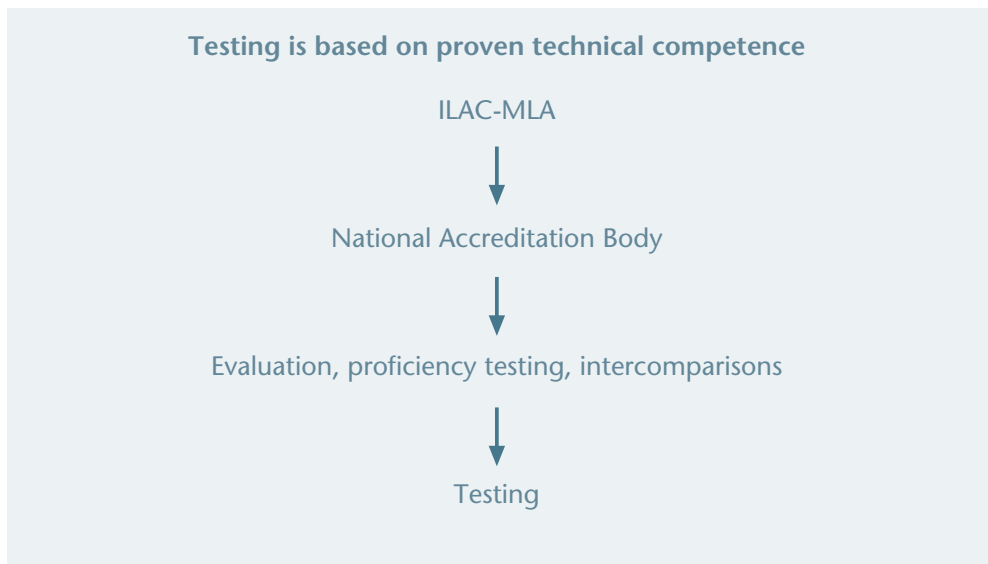 Testing is based on proven technical competence
ILAC-MLA
National Accreditation Body
Evaluation, proficiency testing, intercomparisons
Testing